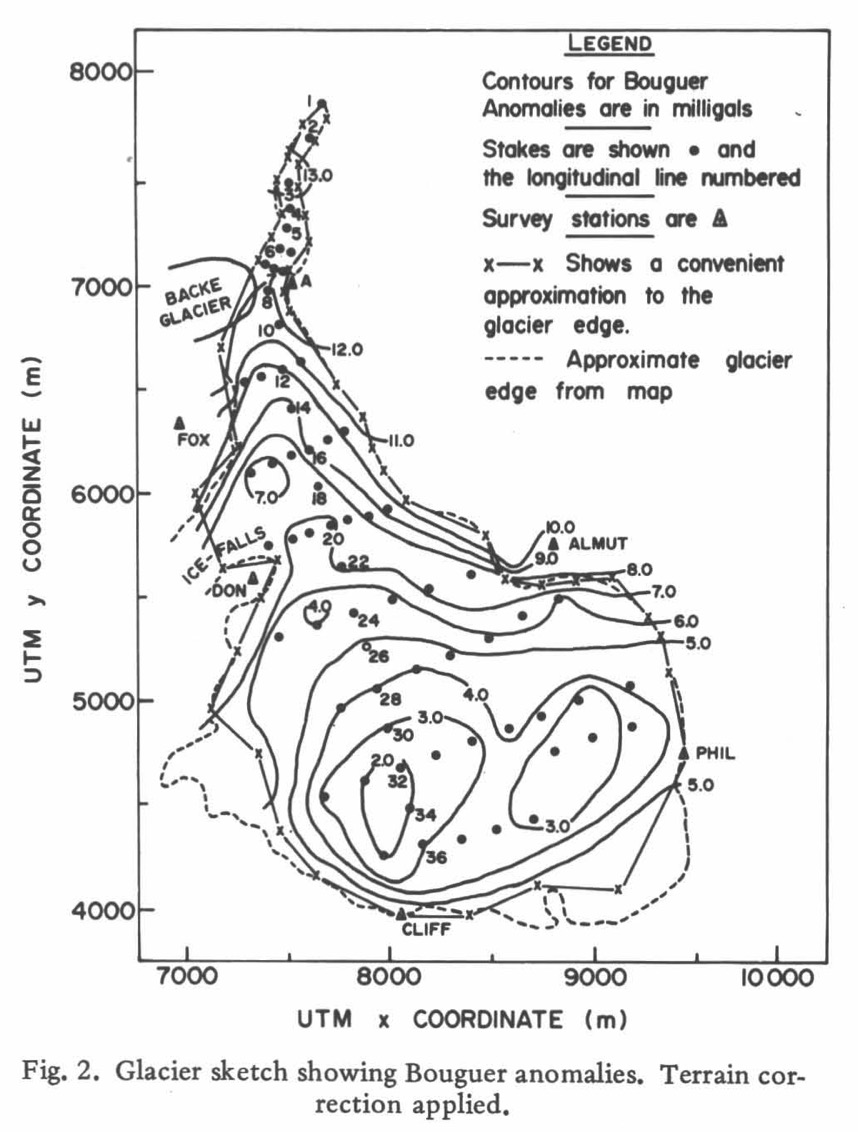 LEGEND
Contours for Bouguer
Anomalies are in milligals
Stakes are shown • and
the longitudinal line numbered
Survey stations are
x—x Shows a convenient
approximation to the
glacier edge.
----- Approximate glacier
edge from map
8000
7000
6000
5000
4000
UTM y COORDINATE (m)
1
2
13.0
3
4
5
6
7
A
8
BACKE
GLACIER
10
12.0
12
14
FOX
11.0
16
7.0
18
ICE-FALLS
20
10.0
ALMUT
9.0
22
8.0
DON
7.0
4.0
24
6.0
5.0
26
28
4.0
3.0
30
2.0
32
PHIL
34
5.0
3.0
36
CLIFF
7000
8000
9000
10000
UTM x COORDINATE (m)
Fig. 2. Glacier sketch showing Bouguer anomalies. Terrain cor-
rection applied.